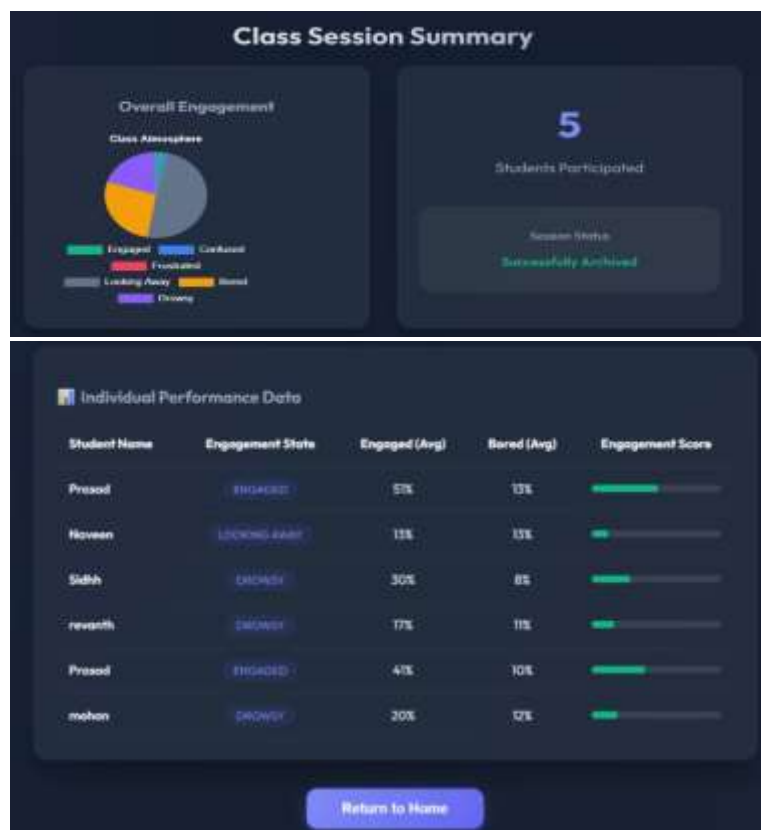 Class Session Summary
Overall Engagement
Class Atmosphere
Engaged Confused
Frustrated
Looking Away Bored
Drowsy
5
Students Participated
Session Status
Successfully Archived
Individual Performance Data
Student Name Engagement State Engaged (Avg) Bored (Avg) Engagement Score
Prasad ENGAGED 51% 13%
Naveen LOOKING AWAY 13% 13%
Sidhh DROWSY 30% 8%
revanth DROWSY 17% 11%
Prasad ENGAGED 41% 10%
mohan DROWSY 20% 12%
Return to Home